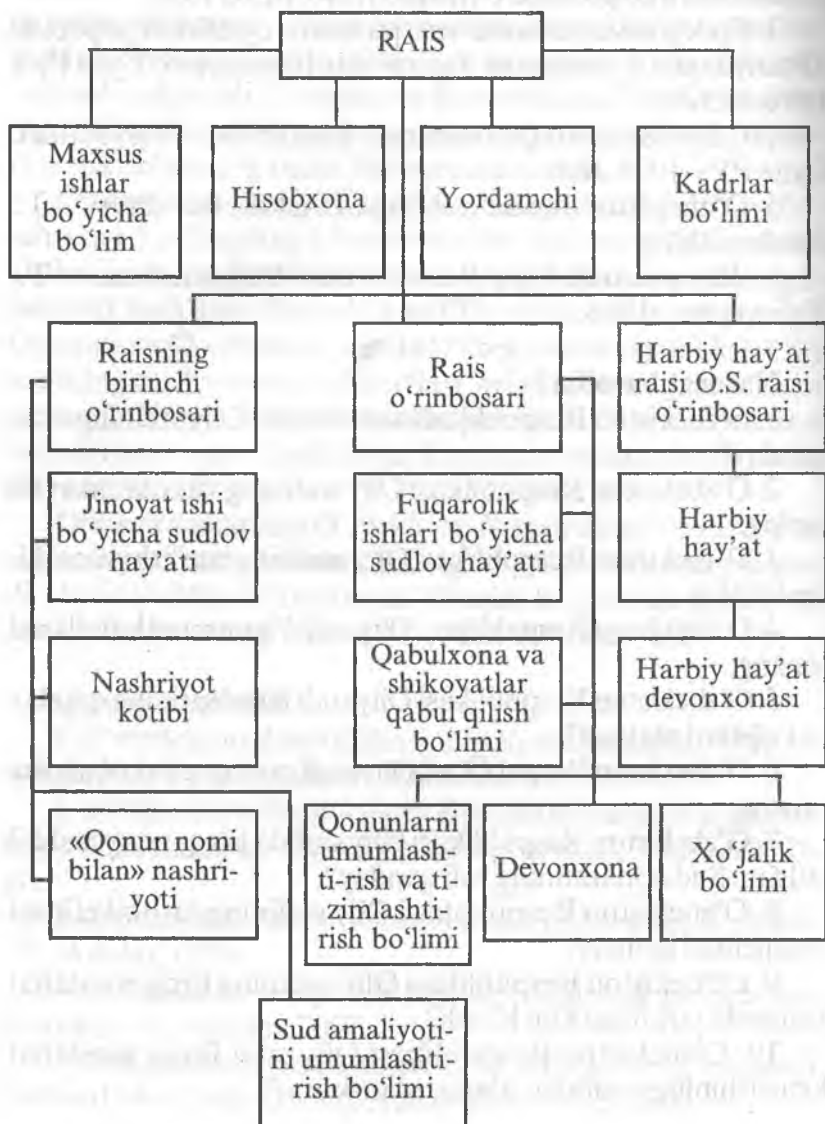 RAIS
Maxsus
ishlar
bo'yicha
bo'lim
Hisobxona
Yordamchi
Kadrlar
bo'limi
Raisning
birinchi
o'rinbosari
Rais
o'rinbosari
Harbiy hay'at
raisi O.S. raisi
o'rinbosari
Jinoyat ishi
bo'yicha sudlov
hay'ati
Fuqarolik
ishlari bo'yicha
sudlov hay'ati
Harbiy
hay'at
Nashriyot
kotibi
Qabulxona va
shikoyatlar
qabul qilish
bo'limi
Harbiy hay'at
devonxonasi
«Qonun nomi
bilan» nashri-
yoti
Qonunlarni
umumlash-
ti-rish va ti-
zimlashti-
rish bo'limi
Devonxona
Xo'jalik
bo'limi
Sud amaliyoti-
ni umumlashti-
rish bo'limi